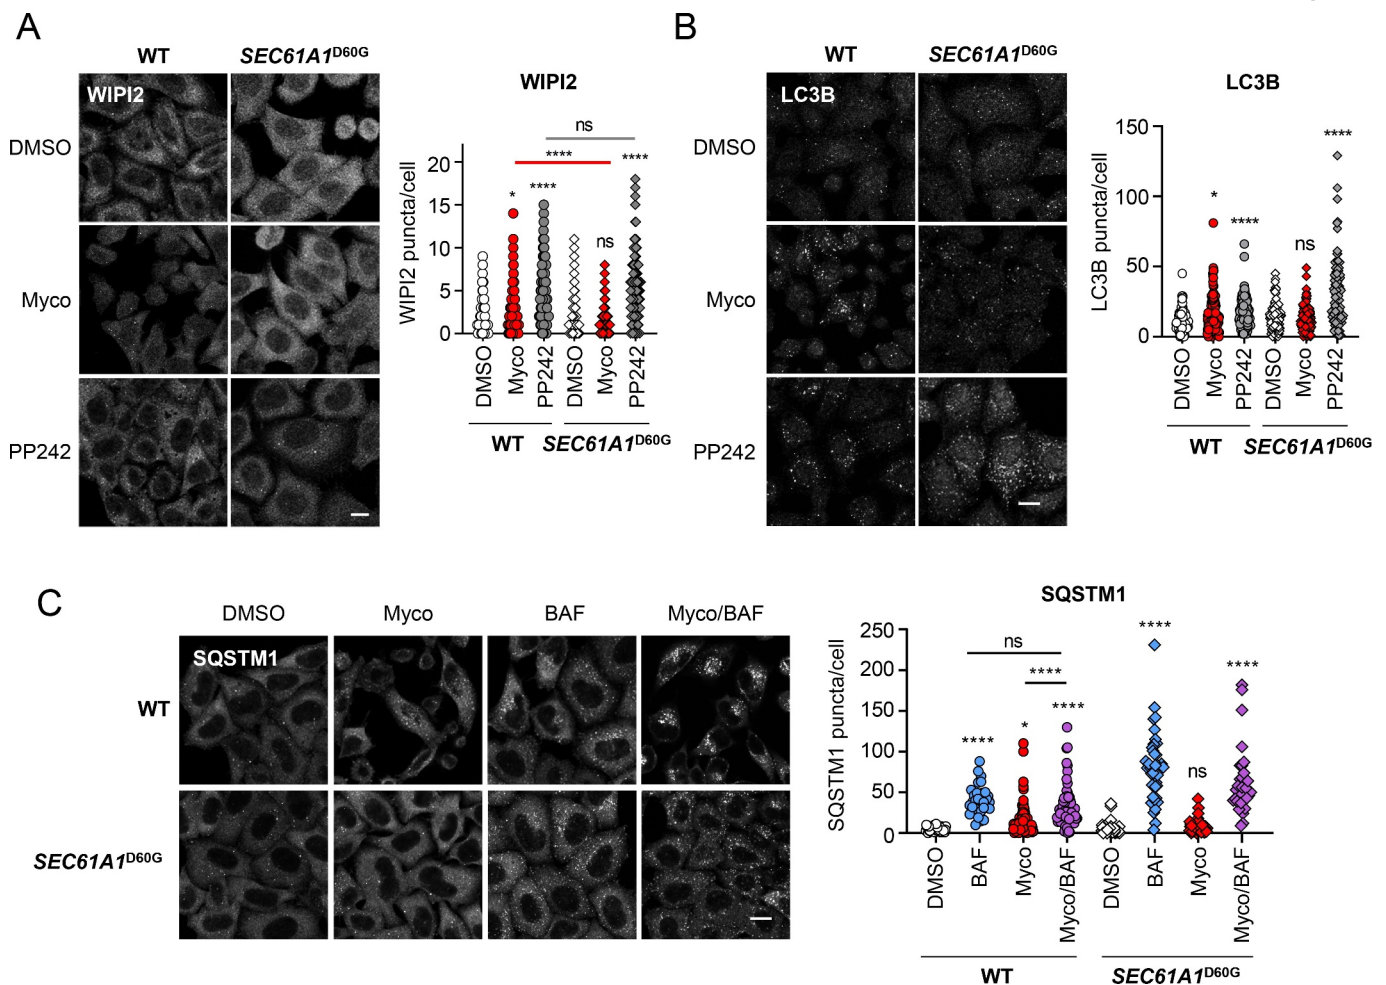 A
WT
SEC61A1D60G
WIPI2
DMSO
Myco
PP242
WIPI2
ns
****
****
*
****
ns
WIPI2 puncta/cell
20
15
10
5
0
DMSO
Myco
PP242
DMSO
Myco
PP242
WT
SEC61A1D60G
B
WT
SEC61A1D60G
LC3B
DMSO
Myco
PP242
LC3B
****
*
****
ns
LC3B puncta/cell
150
100
50
0
DMSO
Myco
PP242
DMSO
Myco
PP242
WT
SEC61A1D60G
C
DMSO
Myco
BAF
Myco/BAF
SQSTM1
WT
SEC61A1D60G
SQSTM1
ns
****
****
*
****
****
ns
****
SQSTM1 puncta/cell
250
200
150
100
50
0
DMSO
BAF
Myco
Myco/BAF
DMSO
BAF
Myco
Myco/BAF
WT
SEC61A1D60G